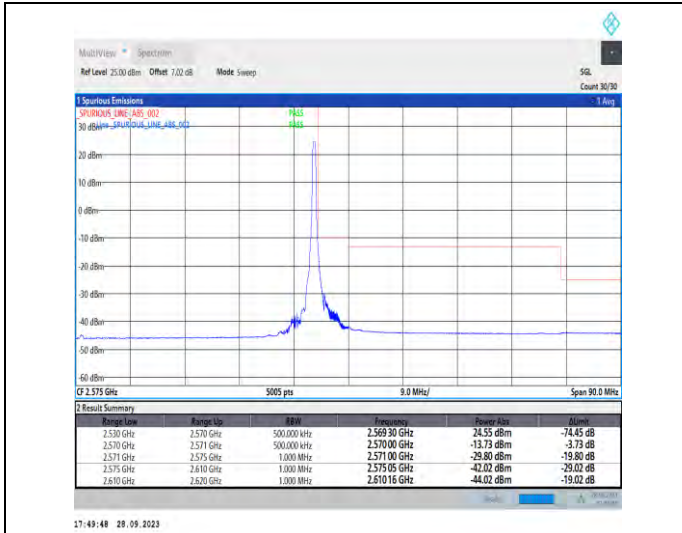 MultiView Spectrum
Ref Level 25.00 dBm Offset 7.02 dB Mode Sweep SGL
Count 30/30
1 Spurious Emissions 1 Avg
_SPURIOUS_LINE_ABS_002 PASS
30 dBm Line _SPURIOUS_LINE_ABS_002 PASS
20 dBm
10 dBm
0 dBm
-10 dBm
-20 dBm
-30 dBm
-40 dBm
-50 dBm
-60 dBm
CF 2.575 GHz 5005 pts 9.0 MHz/ Span 90.0 MHz
2 Result Summary
Range Low Range Up RBW Frequency Power Abs ΔLimit
2.530 GHz 2.570 GHz 500.000 kHz 2.569 30 GHz 24.55 dBm -74.45 dB
2.570 GHz 2.571 GHz 500.000 kHz 2.570 00 GHz -13.73 dBm -3.73 dB
2.571 GHz 2.575 GHz 1.000 MHz 2.571 00 GHz -29.80 dBm -19.80 dB
2.575 GHz 2.610 GHz 1.000 MHz 2.575 05 GHz -42.02 dBm -29.02 dB
2.610 GHz 2.620 GHz 1.000 MHz 2.610 16 GHz -44.02 dBm -19.02 dB
17:49:48 28.09.2023